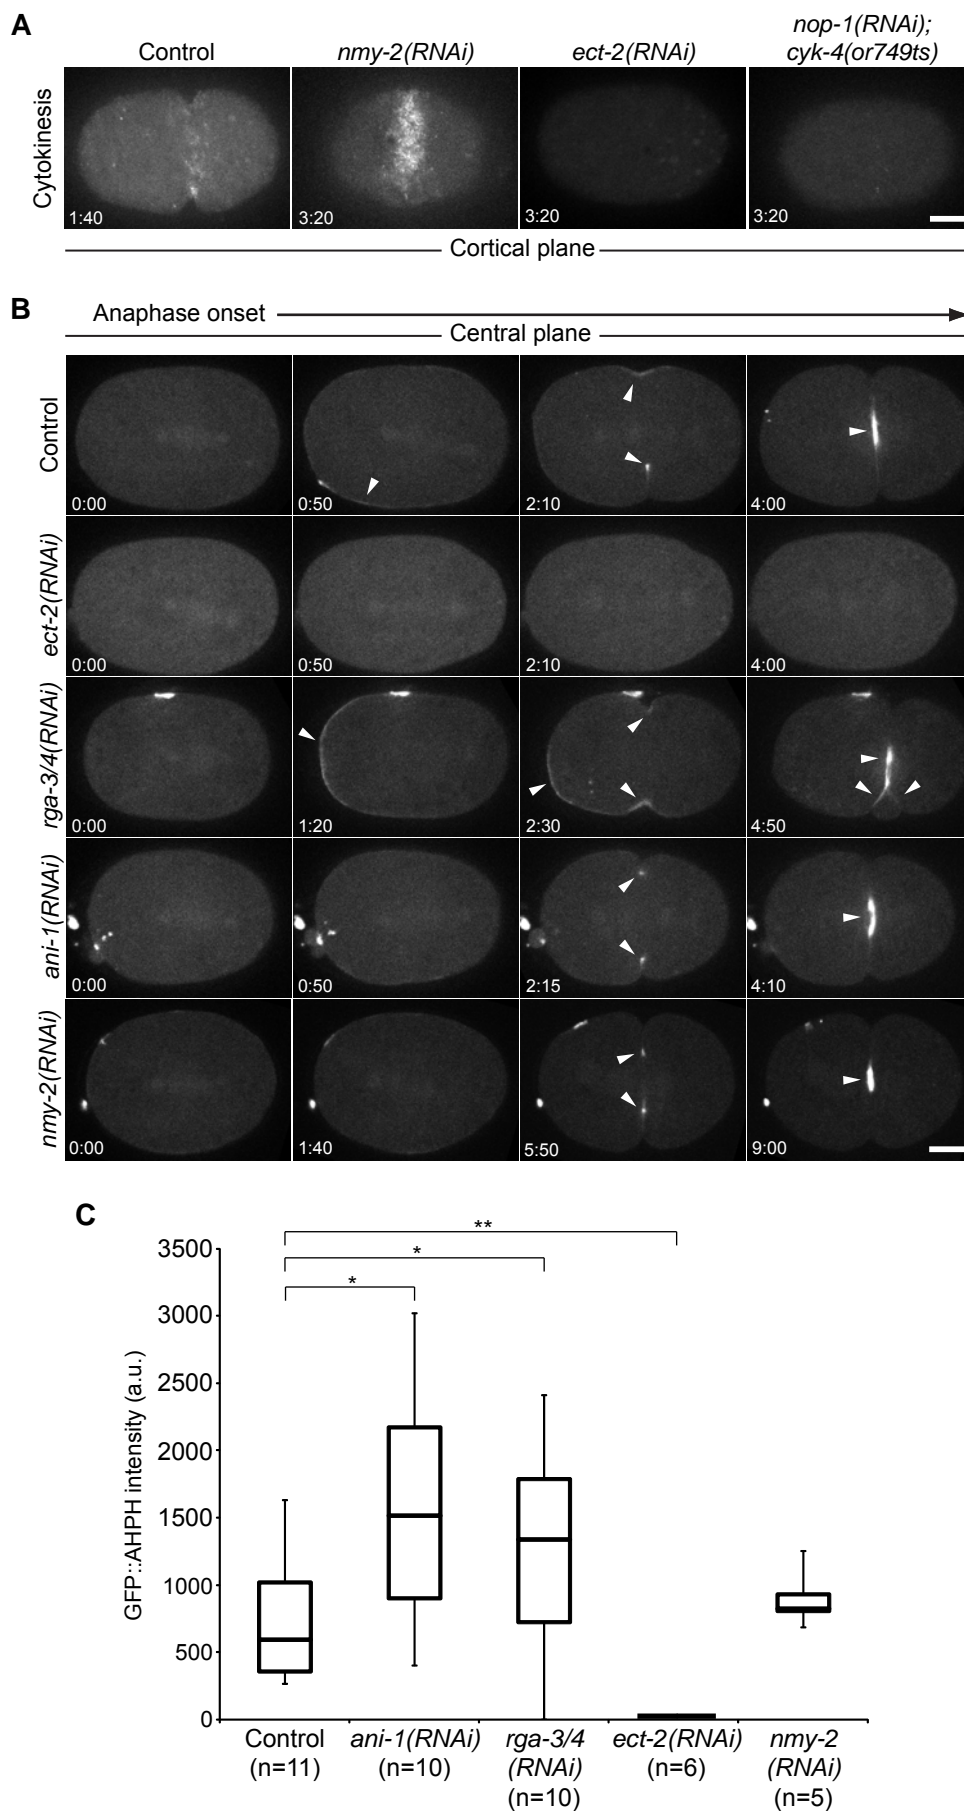 A
Control
nmy-2(RNAi)
ect-2(RNAi)
nop-1(RNAi);
cyk-4(or749ts)
Cytokinesis
1:40
3:20
3:20
3:20
Cortical plane
B
Anaphase onset
Central plane
Control
0:00
0:50
2:10
4:00
ect-2(RNAi)
0:00
0:50
2:10
4:00
rga-3/4(RNAi)
0:00
1:20
2:30
4:50
ani-1(RNAi)
0:00
0:50
2:15
4:10
nmy-2(RNAi)
0:00
1:40
5:50
9:00
C
**
*
*
GFP::AHPH intensity (a.u.)
3500
3000
2500
2000
1500
1000
500
0
Control
(n=11)
ani-1(RNAi)
(n=10)
rga-3/4
(RNAi)
(n=10)
ect-2(RNAi)
(n=6)
nmy-2
(RNAi)
(n=5)